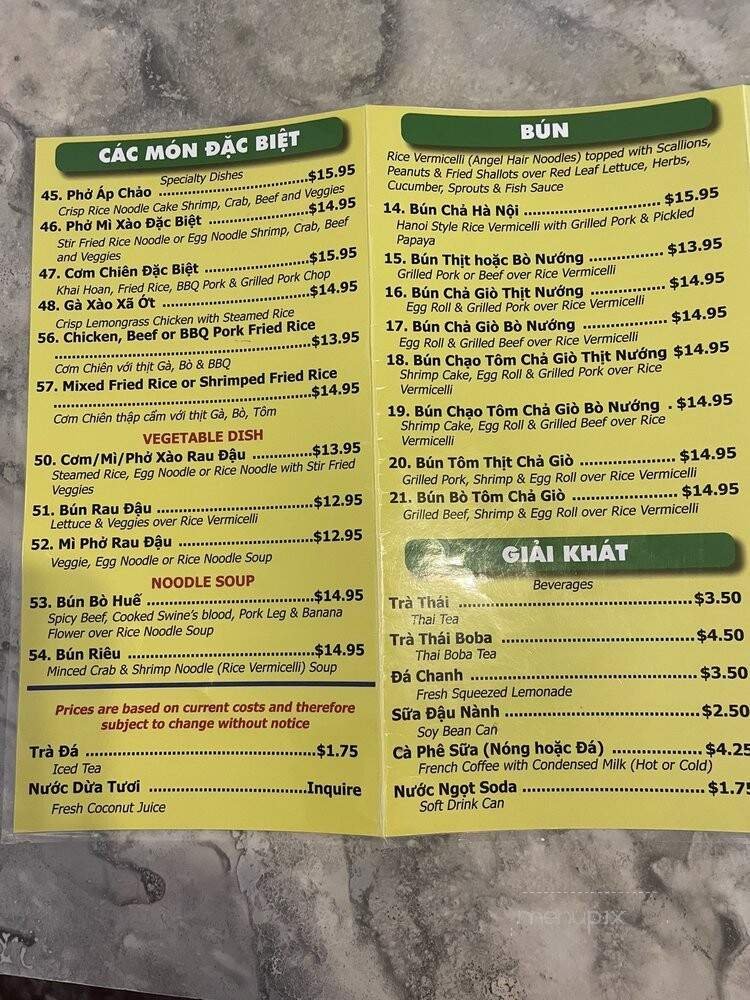 CÁC MÓN ĐẶC BIỆT
Specialty Dishes
45. Phở Áp Chảo ..............................$15.95
Crisp Rice Noodle Cake Shrimp, Crab, Beef and Veggies
46. Phở Mì Xào Đặc Biệt ....................$14.95
Stir Fried Rice Noodle or Egg Noodle Shrimp, Crab, Beef
and Veggies
47. Cơm Chiên Đặc Biệt ....................$15.95
Khai Hoan, Fried Rice, BBQ Pork & Grilled Pork Chop
48. Gà Xào Xã Ớt ..............................$14.95
Crisp Lemongrass Chicken with Steamed Rice
56. Chicken, Beef or BBQ Pork Fried Rice
..................................................$13.95
Cơm Chiên với thịt Gà, Bò & BBQ
57. Mixed Fried Rice or Shrimped Fried Rice
..................................................$14.95
Cơm Chiên thập cẩm với thịt Gà, Bò, Tôm
VEGETABLE DISH
50. Cơm/Mì/Phở Xào Rau Đậu ............$13.95
Steamed Rice, Egg Noodle or Rice Noodle with Stir Fried
Veggies
51. Bún Rau Đậu ..............................$12.95
Lettuce & Veggies over Rice Vermicelli
52. Mì Phở Rau Đậu ..........................$12.95
Veggie, Egg Noodle or Rice Noodle Soup
NOODLE SOUP
53. Bún Bò Huế ................................$14.95
Spicy Beef, Cooked Swine's blood, Pork Leg & Banana
Flower over Rice Noodle Soup
54. Bún Riêu ....................................$14.95
Minced Crab & Shrimp Noodle (Rice Vermicelli) Soup
Prices are based on current costs and therefore
subject to change without notice
Trà Đá ............................................$1.75
Iced Tea
Nước Dừa Tươi ..............................Inquire
Fresh Coconut Juice
BÚN
Rice Vermicelli (Angel Hair Noodles) topped with Scallions,
Peanuts & Fried Shallots over Red Leaf Lettuce, Herbs,
Cucumber, Sprouts & Fish Sauce
14. Bún Chả Hà Nội ........................... $15.95
Hanoi Style Rice Vermicelli with Grilled Pork & Pickled
Papaya
15. Bún Thịt hoặc Bò Nướng ................ $13.95
Grilled Pork or Beef over Rice Vermicelli
16. Bún Chả Giò Thịt Nướng ................ $14.95
Egg Roll & Grilled Pork over Rice Vermicelli
17. Bún Chả Giò Bò Nướng .................. $14.95
Egg Roll & Grilled Beef over Rice Vermicelli
18. Bún Chạo Tôm Chả Giò Thịt Nướng $14.95
Shrimp Cake, Egg Roll & Grilled Pork over Rice
Vermicelli
19. Bún Chạo Tôm Chả Giò Bò Nướng . $14.95
Shrimp Cake, Egg Roll & Grilled Beef over Rice
Vermicelli
20. Bún Tôm Thịt Chả Giò .................. $14.95
Grilled Pork, Shrimp & Egg Roll over Rice Vermicelli
21. Bún Bò Tôm Chả Giò .................... $14.95
Grilled Beef, Shrimp & Egg Roll over Rice Vermicelli
GIẢI KHÁT
Beverages
Trà Thái ..........................................$3.50
Thai Tea
Trà Thái Boba ..................................$4.50
Thai Boba Tea
Đá Chanh ........................................$3.50
Fresh Squeezed Lemonade
Sữa Đậu Nành ..................................$2.50
Soy Bean Can
Cà Phê Sữa (Nóng hoặc Đá) ..............$4.25
French Coffee with Condensed Milk (Hot or Cold)
Nước Ngọt Soda ................................$1.75
Soft Drink Can
menupix